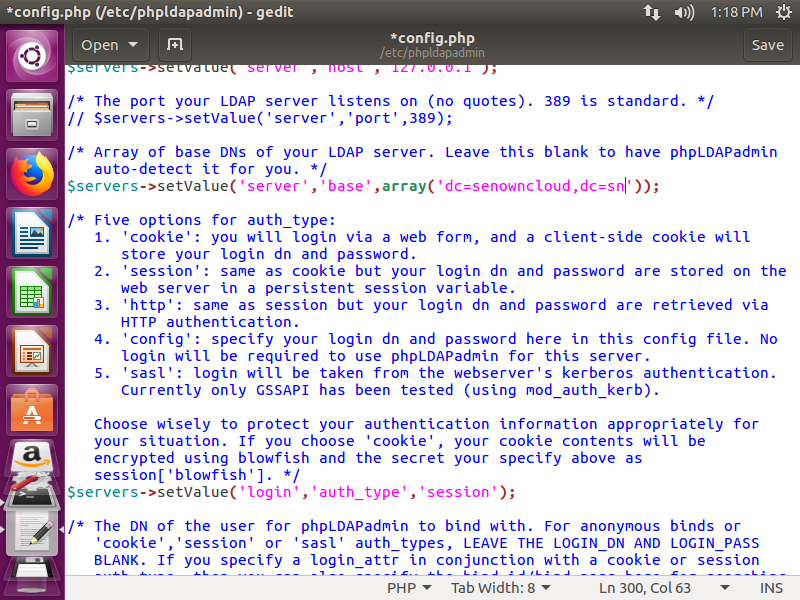 *config.php (/etc/phpldapadmin) - gedit
1:18 PM
Open
*config.php
/etc/phpldapadmin
Save
$servers->setValue('server','host','127.0.0.1');
/* The port your LDAP server listens on (no quotes). 389 is standard. */
// $servers->setValue('server','port',389);
/* Array of base DNs of your LDAP server. Leave this blank to have phpLDAPadmin
auto-detect it for you. */
$servers->setValue('server','base',array('dc=senowncloud,dc=sn'));
/* Five options for auth_type:
1. 'cookie': you will login via a web form, and a client-side cookie will
store your login dn and password.
2. 'session': same as cookie but your login dn and password are stored on the
web server in a persistent session variable.
3. 'http': same as session but your login dn and password are retrieved via
HTTP authentication.
4. 'config': specify your login dn and password here in this config file. No
login will be required to use phpLDAPadmin for this server.
5. 'sasl': login will be taken from the webserver's kerberos authentication.
Currently only GSSAPI has been tested (using mod_auth_kerb).
Choose wisely to protect your authentication information appropriately for
your situation. If you choose 'cookie', your cookie contents will be
encrypted using blowfish and the secret your specify above as
session['blowfish']. */
$servers->setValue('login','auth_type','session');
/* The DN of the user for phpLDAPadmin to bind with. For anonymous binds or
'cookie','session' or 'sasl' auth_types, LEAVE THE LOGIN_DN AND LOGIN_PASS
BLANK. If you specify a login_attr in conjunction with a cookie or session
auth_type, then you can also specify the bind_id/bind_pass here for searching
PHP
Tab Width: 8
Ln 300, Col 63
INS